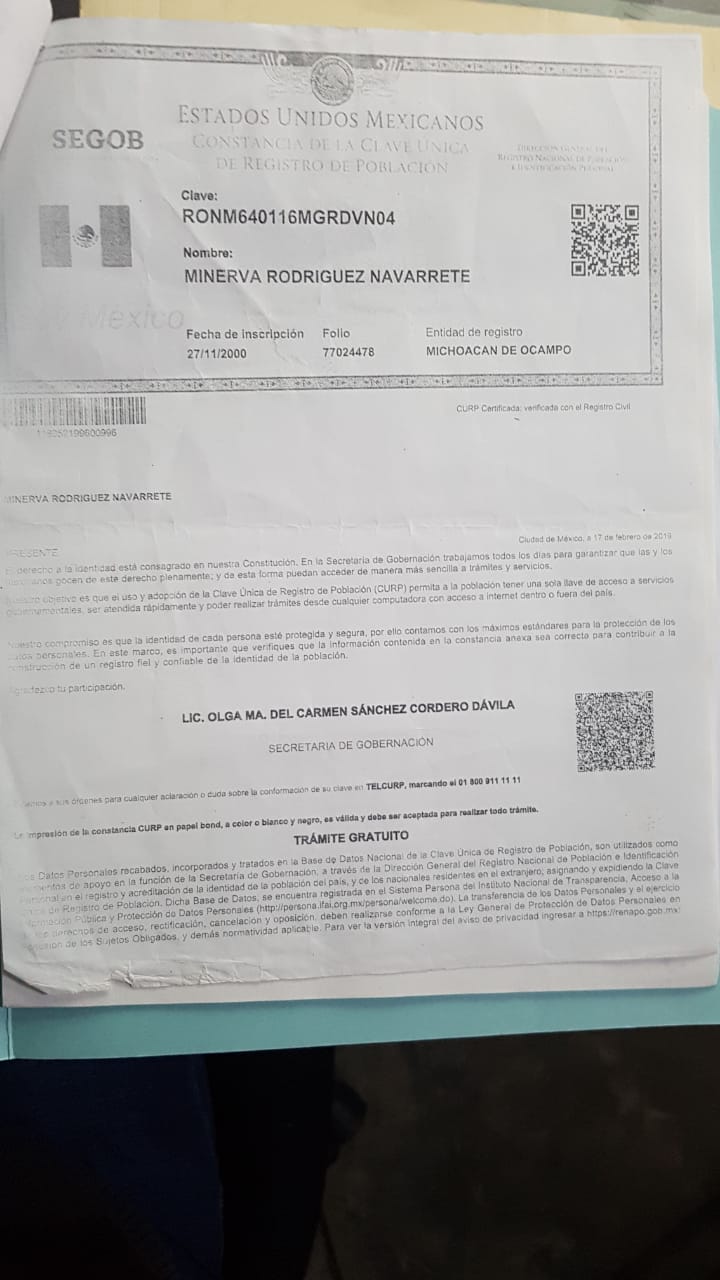 ESTADOS UNIDOS MEXICANOS
SEGOB
CONSTANCIA DE LA CLAVE ÚNICA
DE REGISTRO DE POBLACIÓN
DIRECCIÓN GENERAL DEL
REGISTRO NACIONAL DE POBLACIÓN
E IDENTIFICACIÓN PERSONAL
Clave:
RONM640116MGRDVN04
Nombre:
MINERVA RODRIGUEZ NAVARRETE
México
Fecha de inscripción Folio Entidad de registro
27/11/2000 77024478 MICHOACAN DE OCAMPO
CURP Certificada: verificada con el Registro Civil
MINERVA RODRIGUEZ NAVARRETE
Ciudad de México, a 17 de febrero de 2019
PRESENTE
derecho a la identidad está consagrado en nuestra Constitución. En la Secretaría de Gobernación trabajamos todos los días para garantizar que las y los
gocen de este derecho plenamente; y de esta forma puedan acceder de manera más sencilla a trámites y servicios.
objetivo es que el uso y adopción de la Clave Única de Registro de Población (CURP) permita a la población tener una sola llave de acceso a servicios
gubernamentales, ser atendida rápidamente y poder realizar trámites desde cualquier computadora con acceso a internet dentro o fuera del país.
Nuestro compromiso es que la identidad de cada persona esté protegida y segura, por ello contamos con los máximos estándares para la protección de los
datos personales. En este marco, es importante que verifiques que la información contenida en la constancia anexa sea correcta para contribuir a la
construcción de un registro fiel y confiable de la identidad de la población.
Agradezco tu participación.
LIC. OLGA MA. DEL CARMEN SÁNCHEZ CORDERO DÁVILA
SECRETARIA DE GOBERNACIÓN
a sus órdenes para cualquier aclaración o duda sobre la conformación de su clave en TELCURP, marcando el 01 800 911 11 11
La impresión de la constancia CURP en papel bond, a color o blanco y negro, es válida y debe ser aceptada para realizar todo trámite.
TRÁMITE GRATUITO
Datos Personales recabados, incorporados y tratados en la Base de Datos Nacional de la Clave Única de Registro de Población, son utilizados como
de apoyo en la función de la Secretaría de Gobernación, a través de la Dirección General del Registro Nacional de Población e Identificación
Personal en el registro y acreditación de la identidad de la población del país, y de los nacionales residentes en el extranjero; asignando y expidiendo la Clave
de Registro de Población. Dicha Base de Datos, se encuentra registrada en el Sistema Persona del Instituto Nacional de Transparencia, Acceso a la
Pública y Protección de Datos Personales (http://persona.ifai.org.mx/persona/welcome.do). La transferencia de los Datos Personales y el ejercicio
derechos de acceso, rectificación, cancelación y oposición, deben realizarse conforme a la Ley General de Protección de Datos Personales en
de los Sujetos Obligados, y demás normatividad aplicable. Para ver la versión integral del aviso de privacidad ingresar a https://renapo.gob.mx/